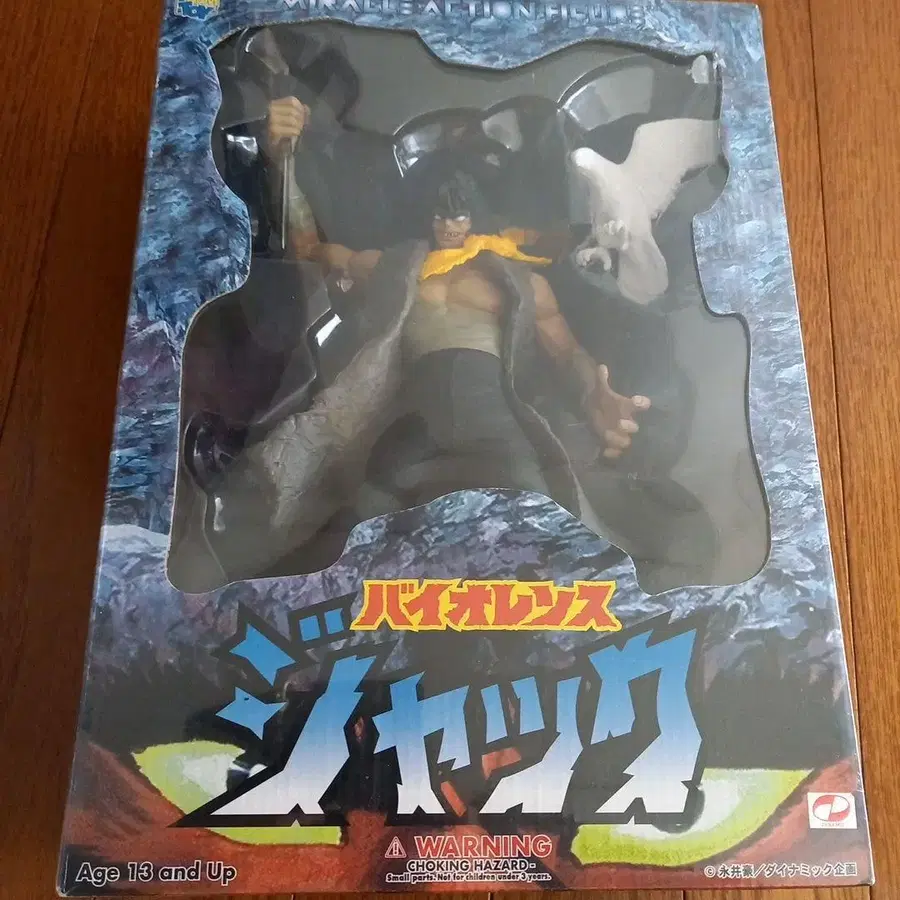 MIRACLE ACTION FIGURE
バイオレンス
ジャック
WARNING
CHOKING HAZARD -
Small parts. Not for children under 3 years.
Age 13 and Up
© 永井豪/ダイナミック企画